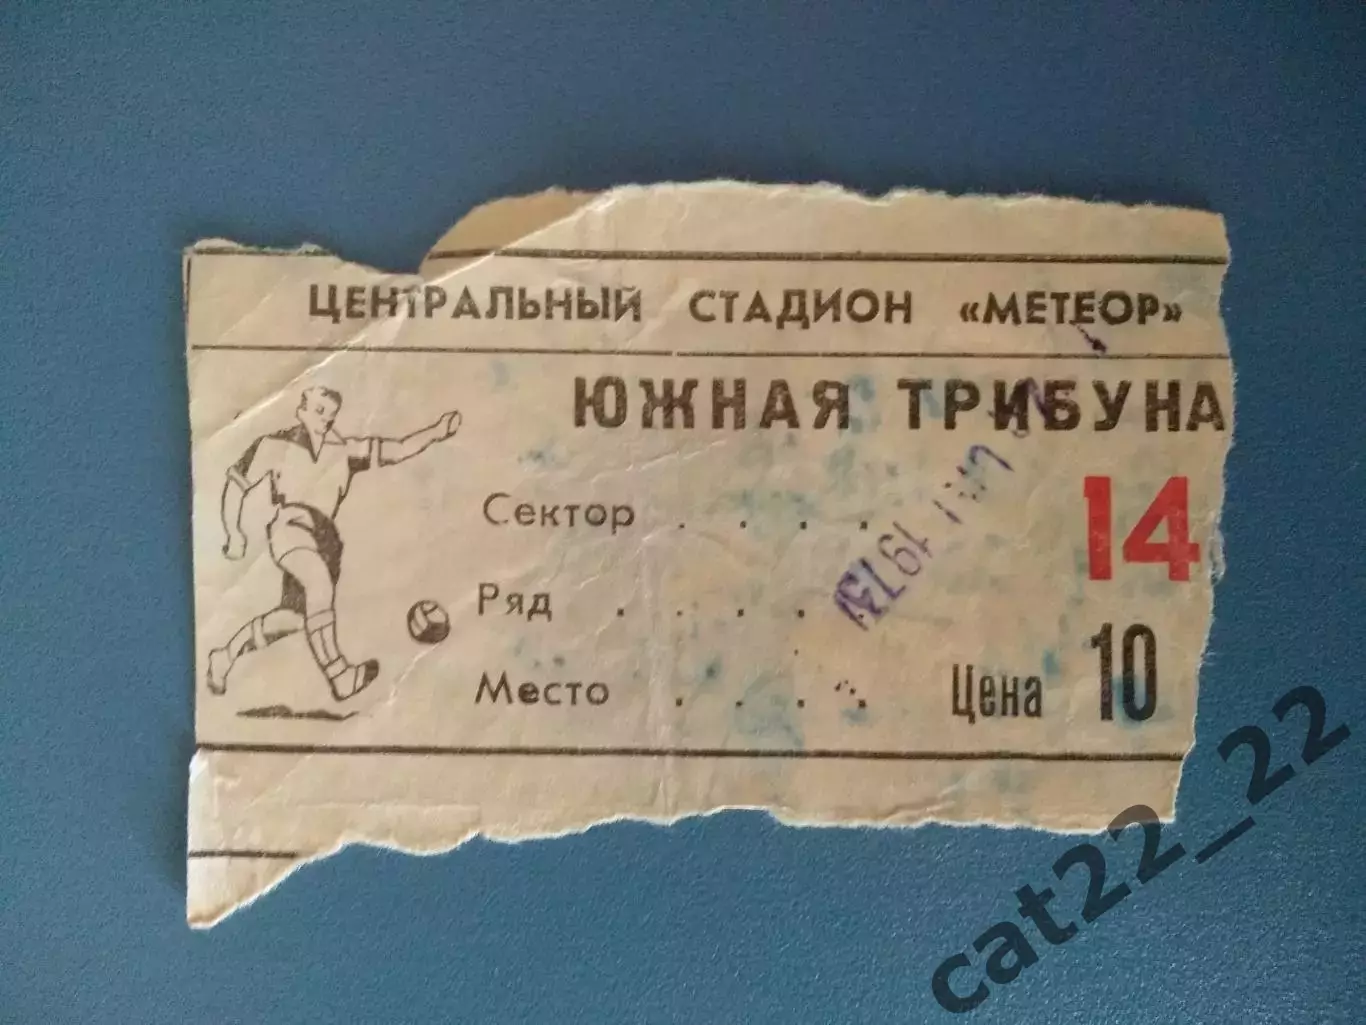 ЦЕНТРАЛЬНЫЙ СТАДИОН «МЕТЕОР»
ЮЖНАЯ ТРИБУНА
Сектор . . . . 14
Ряд . . . . .
Место . . . .
Цена 10
cat22_22